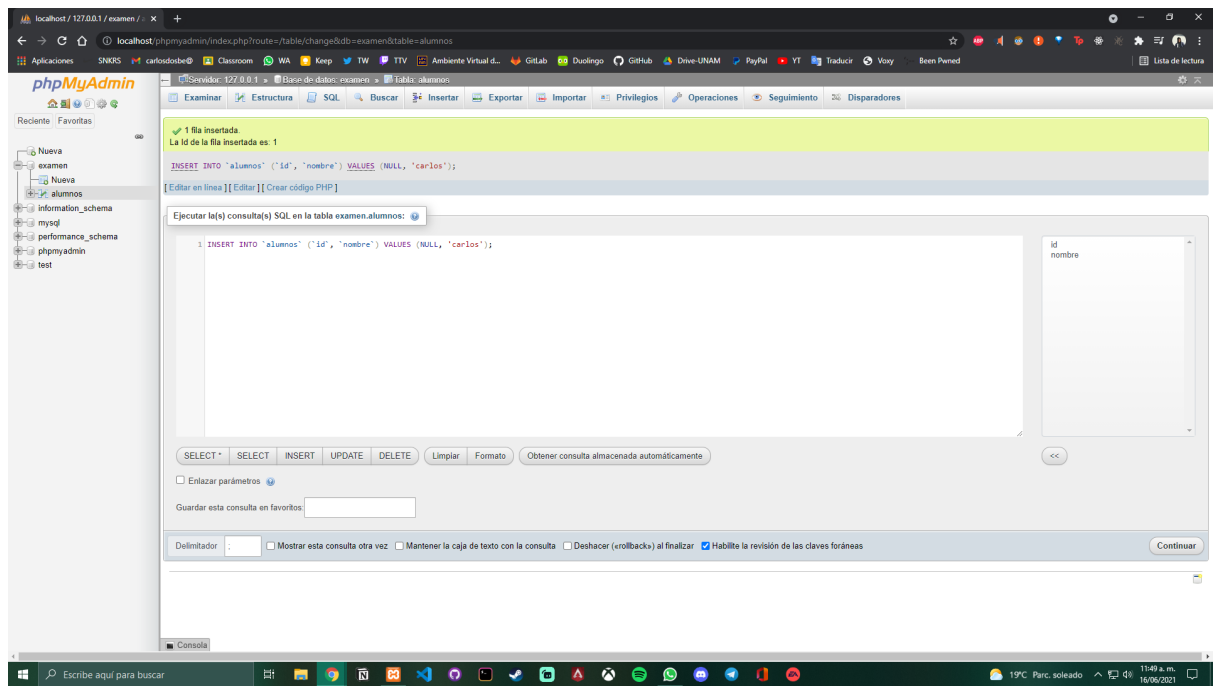 localhost / 127.0.0.1 / examen /
localhost/phpmyadmin/index.php?route=/table/change&db=examen&table=alumnos
Aplicaciones SNKRS carlosdosbe@ Classroom WA Keep TW TTV Ambiente Virtual d... GitLab Duolingo GitHub Drive-UNAM PayPal YT Traducir Voxy Been Pwned Lista de lectura
phpMyAdmin
Reciente Favoritas
Nueva
examen
Nueva
alumnos
information_schema
mysql
performance_schema
phpmyadmin
test
Servidor: 127.0.0.1 » Base de datos: examen » Tabla: alumnos
Examinar Estructura SQL Buscar Insertar Exportar Importar Privilegios Operaciones Seguimiento Disparadores
1 fila insertada.
La Id de la fila insertada es: 1
INSERT INTO `alumnos` (`id`, `nombre`) VALUES (NULL, 'carlos');
[ Editar en línea ] [ Editar ] [ Crear código PHP ]
Ejecutar la(s) consulta(s) SQL en la tabla examen.alumnos:
1 INSERT INTO `alumnos` (`id`, `nombre`) VALUES (NULL, 'carlos');
id
nombre
SELECT * SELECT INSERT UPDATE DELETE Limpiar Formato Obtener consulta almacenada automáticamente <<
Enlazar parámetros
Guardar esta consulta en favoritos:
Delimitador ; Mostrar esta consulta otra vez Mantener la caja de texto con la consulta Deshacer («rollback») al finalizar Habilite la revisión de las claves foráneas Continuar
Consola
Escribe aquí para buscar
19°C Parc. soleado
11:49 a. m.
16/06/2021